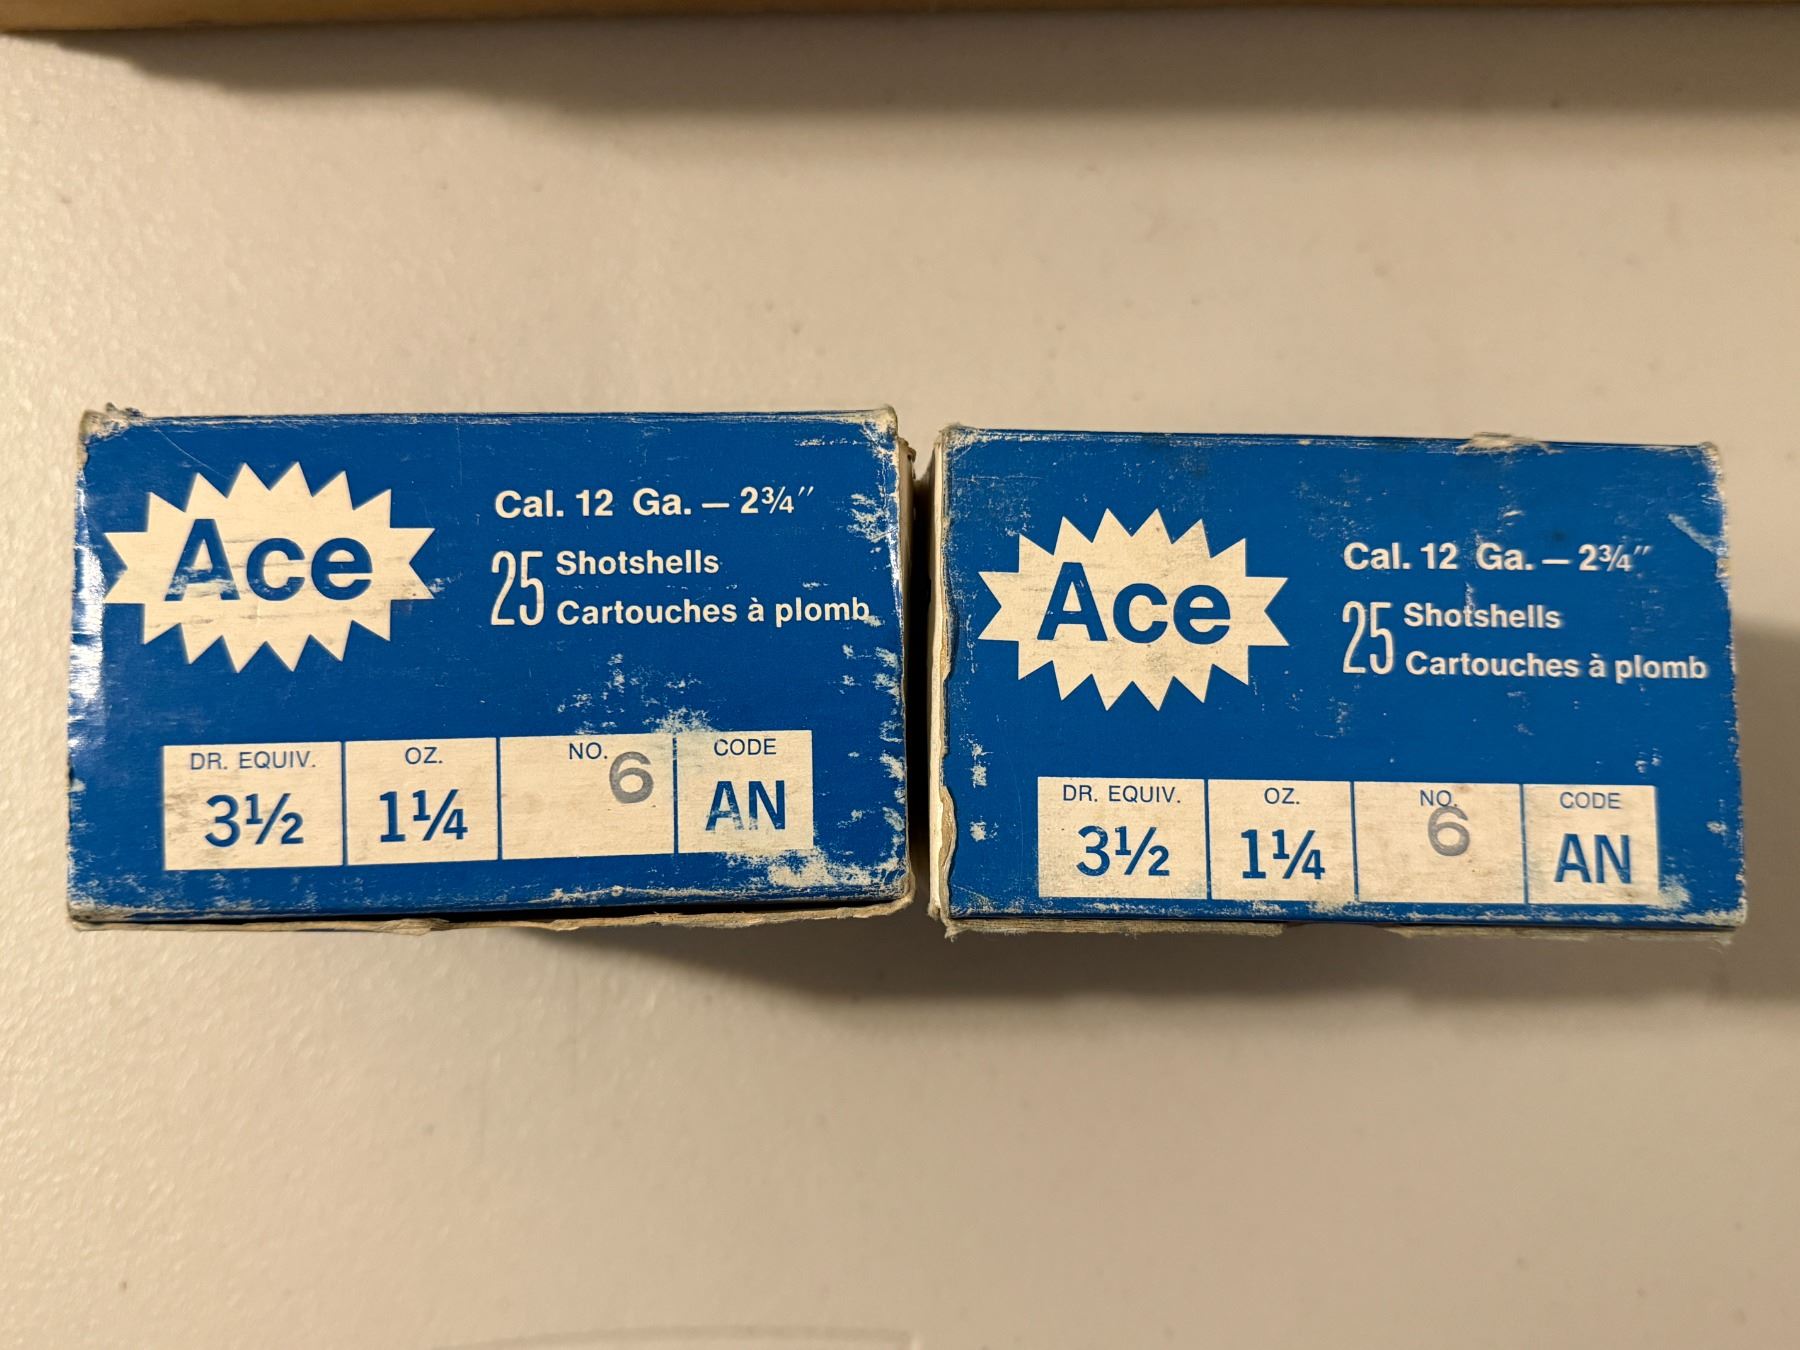 Ace
Cal. 12 Ga. — 2¾″
25 Shotshells
Cartouches à plomb
DR. EQUIV. OZ. NO. CODE
3½ 1¼ 6 AN
Ace
Cal. 12 Ga. — 2¾″
25 Shotshells
Cartouches à plomb
DR. EQUIV. OZ. NO. CODE
3½ 1¼ 6 AN